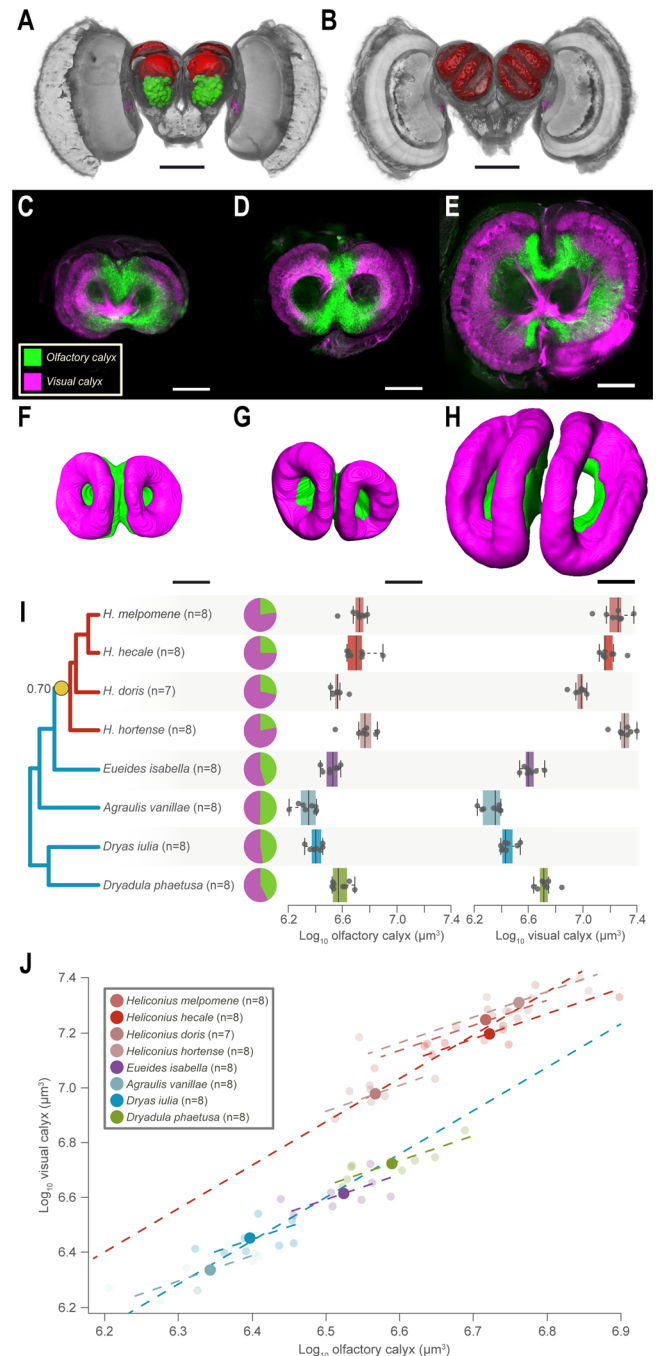 A
B
C
D
E
Olfactory calyx
Visual calyx
F
G
H
I
H. melpomene (n=8)
H. hecale (n=8)
0.70
H. doris (n=7)
H. hortense (n=8)
Eueides isabella (n=8)
Agraulis vanillae (n=8)
Dryas iulia (n=8)
Dryadula phaetusa (n=8)
6.2 6.6 7.0 7.4 6.2 6.6 7.0 7.4
Log10 olfactory calyx (μm³) Log10 visual calyx (μm³)
J
7.4
7.2
7.0
6.8
6.6
6.4
6.2
Log10 visual calyx (μm³)
Heliconius melpomene (n=8)
Heliconius hecale (n=8)
Heliconius doris (n=7)
Heliconius hortense (n=8)
Eueides isabella (n=8)
Agraulis vanillae (n=8)
Dryas iulia (n=8)
Dryadula phaetusa (n=8)
6.2 6.3 6.4 6.5 6.6 6.7 6.8 6.9
Log10 olfactory calyx (μm³)